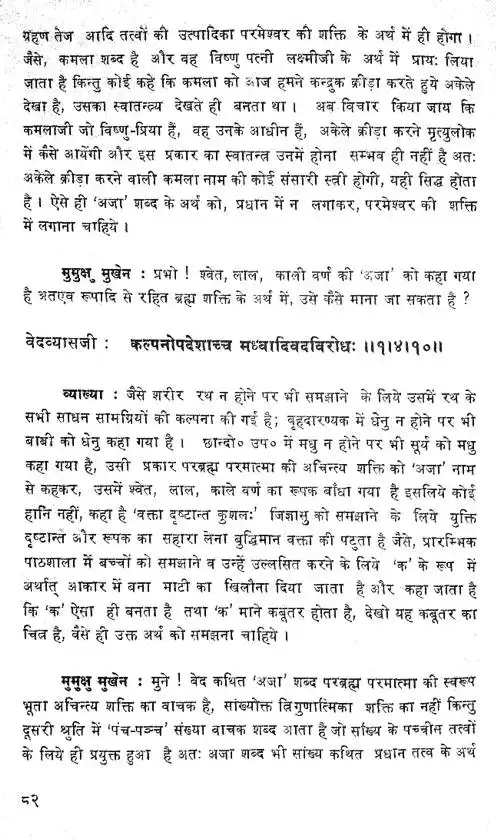 ग्रहण तेज आदि तत्वों की उत्पादिका परमेश्वर की शक्ति के अर्थ में ही होगा।
जैसे, कमला शब्द है और वह विष्णु पत्नी लक्ष्मीजी के अर्थ में प्रायः लिया
जाता है किन्तु कोई कहे कि कमला को आज हमने कन्दुक क्रीड़ा करते हुये अकेले
देखा है, उसका स्वातन्त्र्य देखते ही बनता था। अब विचार किया जाय कि
कमलाजी जो विष्णु-प्रिया हैं, वह उनके आधीन हैं, अकेले क्रीड़ा करने मृत्युलोक
में कैसे आयेंगी और इस प्रकार का स्वातन्त्र उनमें होना सम्भव ही नहीं है अतः
अकेले क्रीड़ा करने वाली कमला नाम की कोई संसारी स्त्री होगी, यही सिद्ध होता
है। ऐसे ही 'अजा' शब्द के अर्थ को, प्रधान में न लगाकर, परमेश्वर की शक्ति
में लगाना चाहिये।
मुमुक्षु मुखेन : प्रभो ! श्वेत, लाल, काली वर्ण की 'अजा' को कहा गया
है अतएव रूपादि से रहित ब्रह्म शक्ति के अर्थ में, उसे कैसे माना जा सकता है ?
वेदव्यासजी : कल्पनोपदेशाच्च मध्वादिवदविरोधः ॥१।४।१०॥
व्याख्या : जैसे शरीर रथ न होने पर भी समझाने के लिये उसमें रथ के
सभी साधन सामग्रियों की कल्पना की गई है; बृहदारण्यक में धेनु न होने पर भी
वाणी को धेनु कहा गया है। छान्दो० उप० में मधु न होने पर भी सूर्य को मधु
कहा गया है, उसी प्रकार परब्रह्म परमात्मा की अचिन्त्य शक्ति को 'अजा' नाम
से कहकर, उसमें श्वेत, लाल, काले वर्ण का रूपक बाँधा गया है इसलिये कोई
हानि नहीं, कहा है 'वक्ता दृष्टान्त कुशलः' जिज्ञासु को समझाने के लिये युक्ति
दृष्टान्त और रूपक का सहारा लेना बुद्धिमान वक्ता की पटुता है जैसे, प्रारम्भिक
पाठशाला में बच्चों को समझाने व उन्हें उल्लसित करने के लिये 'क' के रूप में
अर्थात् आकार में बना माटी का खिलौना दिया जाता है और कहा जाता है
कि 'क' ऐसा ही बनता है तथा 'क' माने कबूतर होता है, देखो यह कबूतर का
चित्र है, वैसे ही उक्त अर्थ को समझना चाहिये।
मुमुक्षु मुखेन : मुने ! वेद कथित 'अजा' शब्द परब्रह्म परमात्मा की स्वरूप
भूता अचिन्त्य शक्ति का वाचक है, सांख्योक्त त्रिगुणात्मिका शक्ति का नहीं किन्तु
दूसरी श्रुति में 'पंच-पञ्च' संख्या वाचक शब्द आता है जो सांख्य के पच्चीस तत्वों
के लिये ही प्रयुक्त हुआ है अतः अजा शब्द भी सांख्य कथित प्रधान तत्व के अर्थ
८२